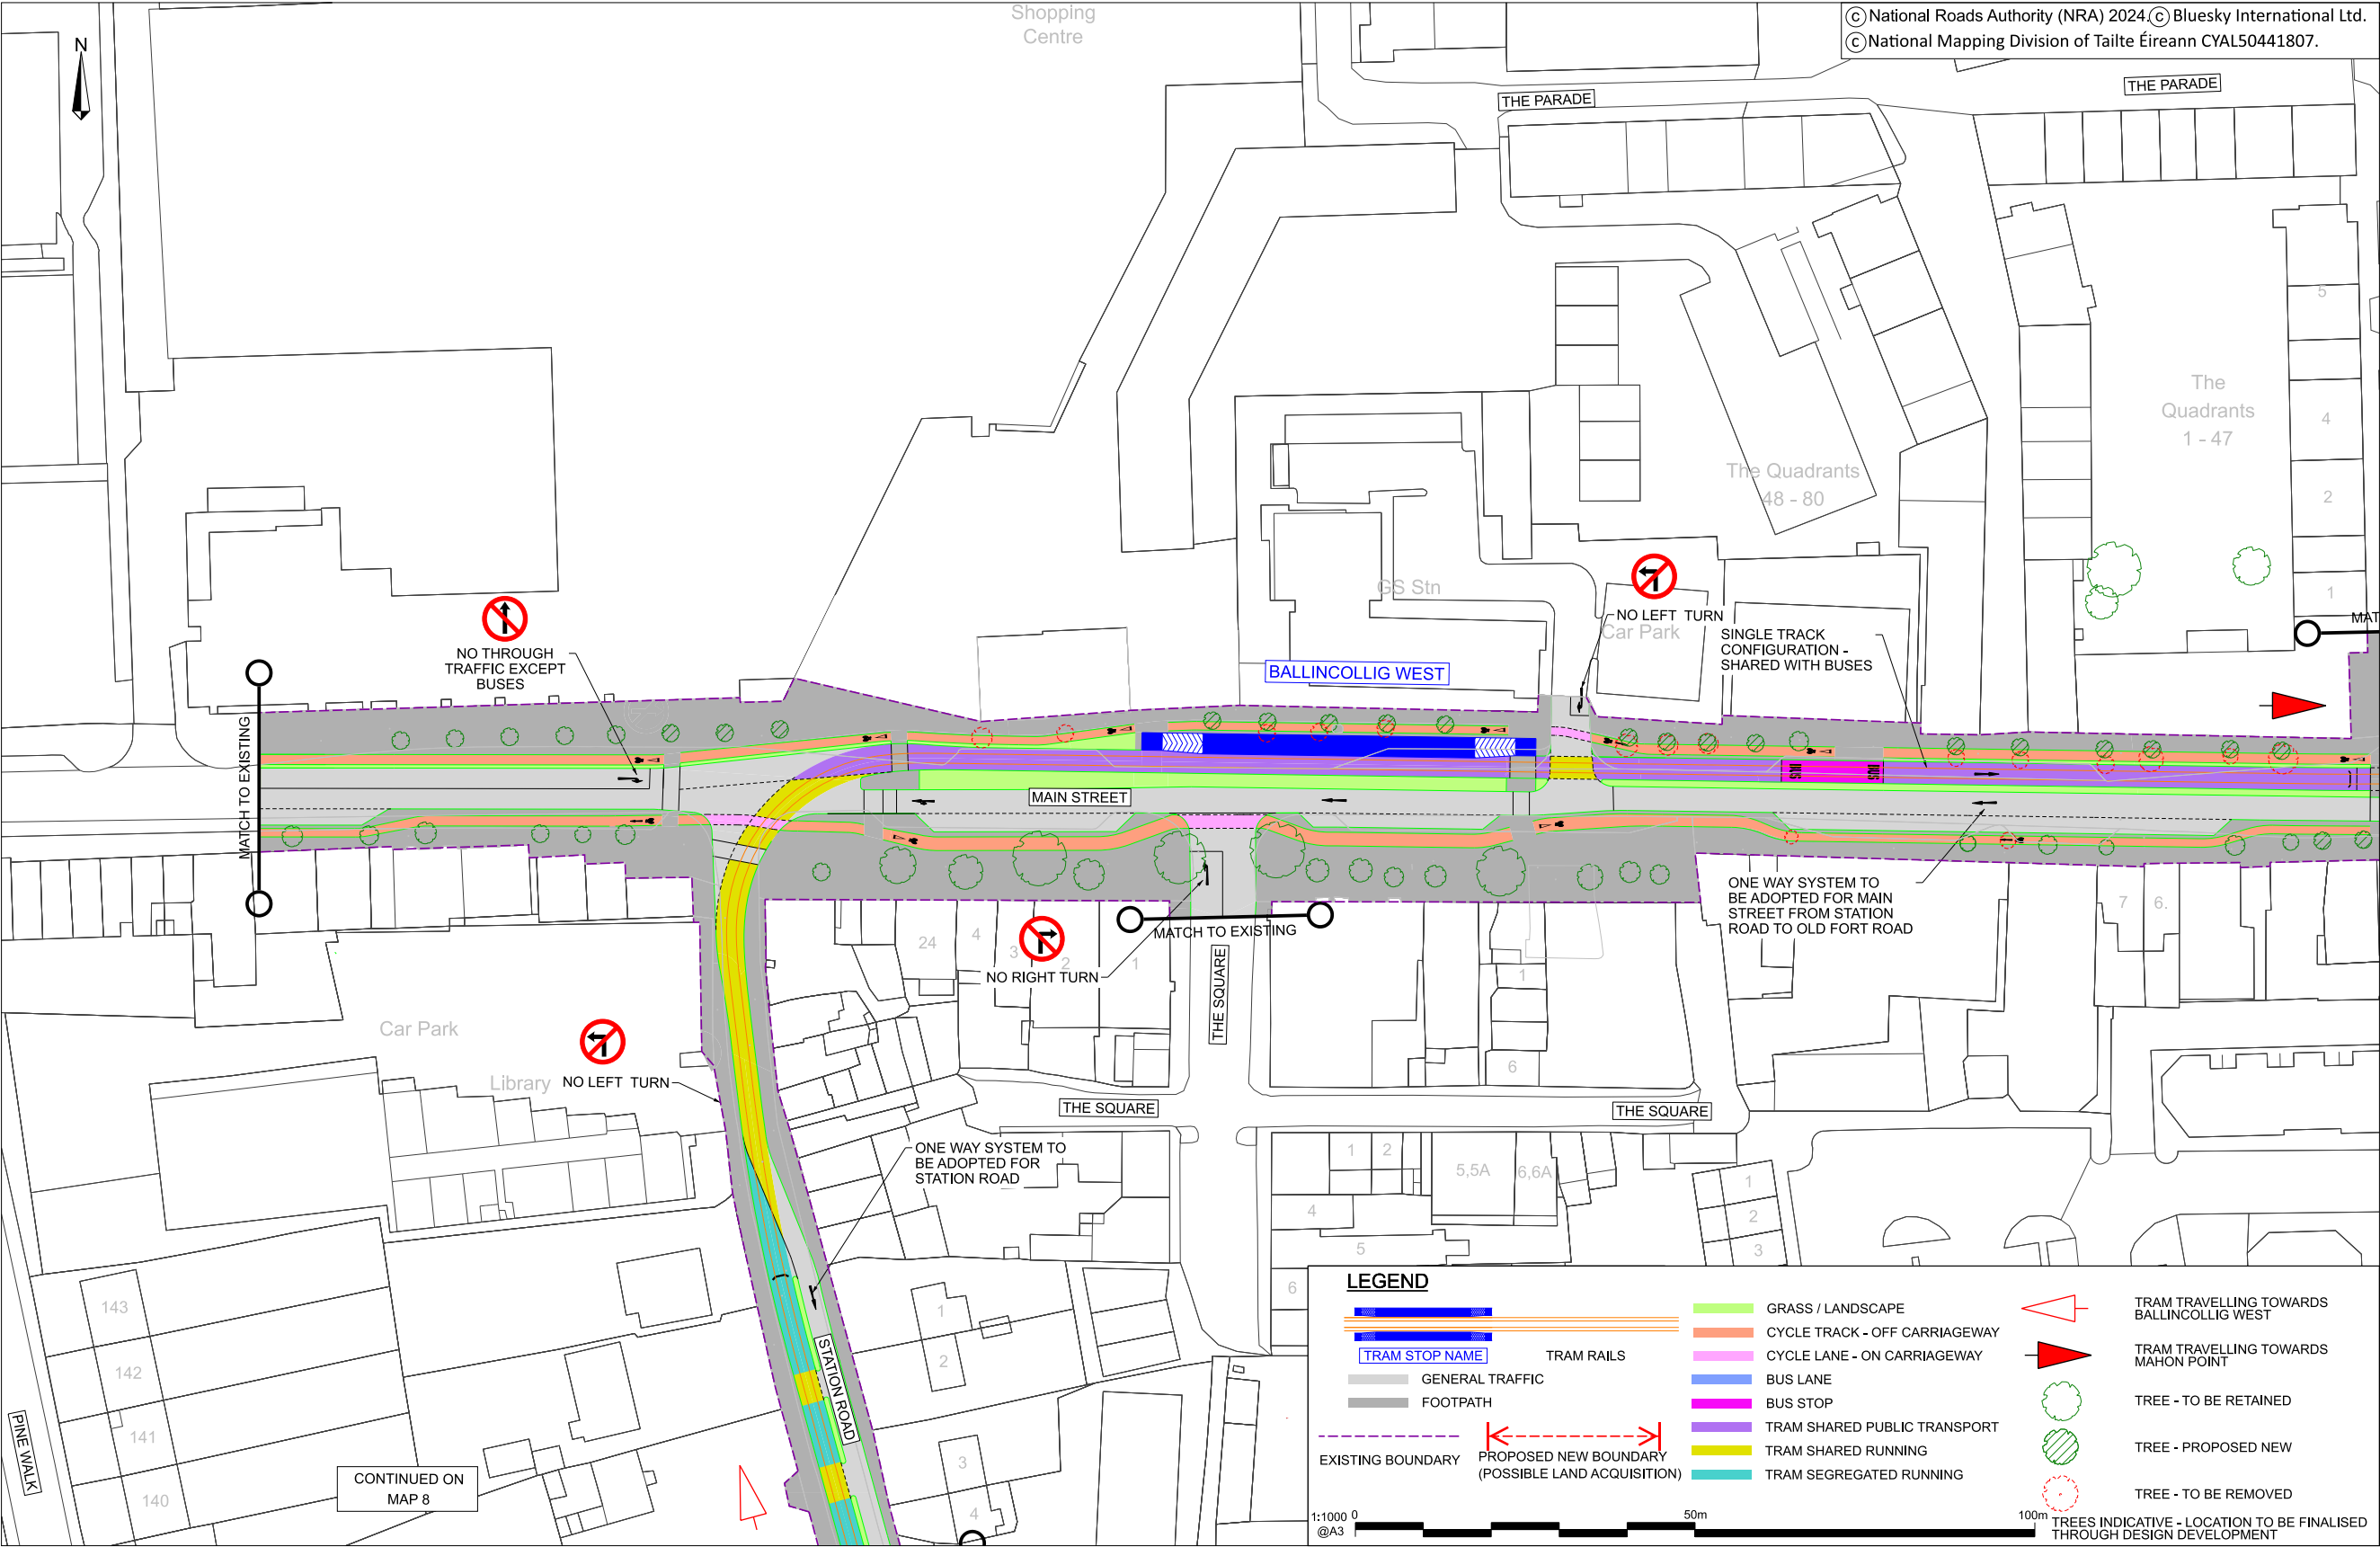 Shopping
Centre
© National Roads Authority (NRA) 2024. © Bluesky International Ltd.
© National Mapping Division of Tailte Éireann CYAL50441807.
N
THE PARADE
THE PARADE
5
The
Quadrants
1 - 47
4
2
1
The Quadrants
48 - 80
GS Stn
Car Park
NO LEFT TURN
SINGLE TRACK
CONFIGURATION -
SHARED WITH BUSES
MAT
NO THROUGH
TRAFFIC EXCEPT
BUSES
BALLINCOLLIG WEST
MATCH TO EXISTING
BUS
BUS
MAIN STREET
ONE WAY SYSTEM TO
BE ADOPTED FOR MAIN
STREET FROM STATION
ROAD TO OLD FORT ROAD
7
6.
24
4
3
2
1
NO RIGHT TURN
MATCH TO EXISTING
THE SQUARE
1
6
Car Park
Library
NO LEFT TURN
THE SQUARE
THE SQUARE
ONE WAY SYSTEM TO
BE ADOPTED FOR
STATION ROAD
1
2
5,5A
6,6A
4
5
6
1
2
3
143
142
141
140
PINE WALK
CONTINUED ON
MAP 8
STATION ROAD
1
2
3
4
LEGEND
TRAM STOP NAME
TRAM RAILS
GENERAL TRAFFIC
FOOTPATH
EXISTING BOUNDARY
PROPOSED NEW BOUNDARY
(POSSIBLE LAND ACQUISITION)
GRASS / LANDSCAPE
CYCLE TRACK - OFF CARRIAGEWAY
CYCLE LANE - ON CARRIAGEWAY
BUS LANE
BUS STOP
TRAM SHARED PUBLIC TRANSPORT
TRAM SHARED RUNNING
TRAM SEGREGATED RUNNING
TRAM TRAVELLING TOWARDS
BALLINCOLLIG WEST
TRAM TRAVELLING TOWARDS
MAHON POINT
TREE - TO BE RETAINED
TREE - PROPOSED NEW
TREE - TO BE REMOVED
1:1000
@A3
0
50m
100m
TREES INDICATIVE - LOCATION TO BE FINALISED
THROUGH DESIGN DEVELOPMENT